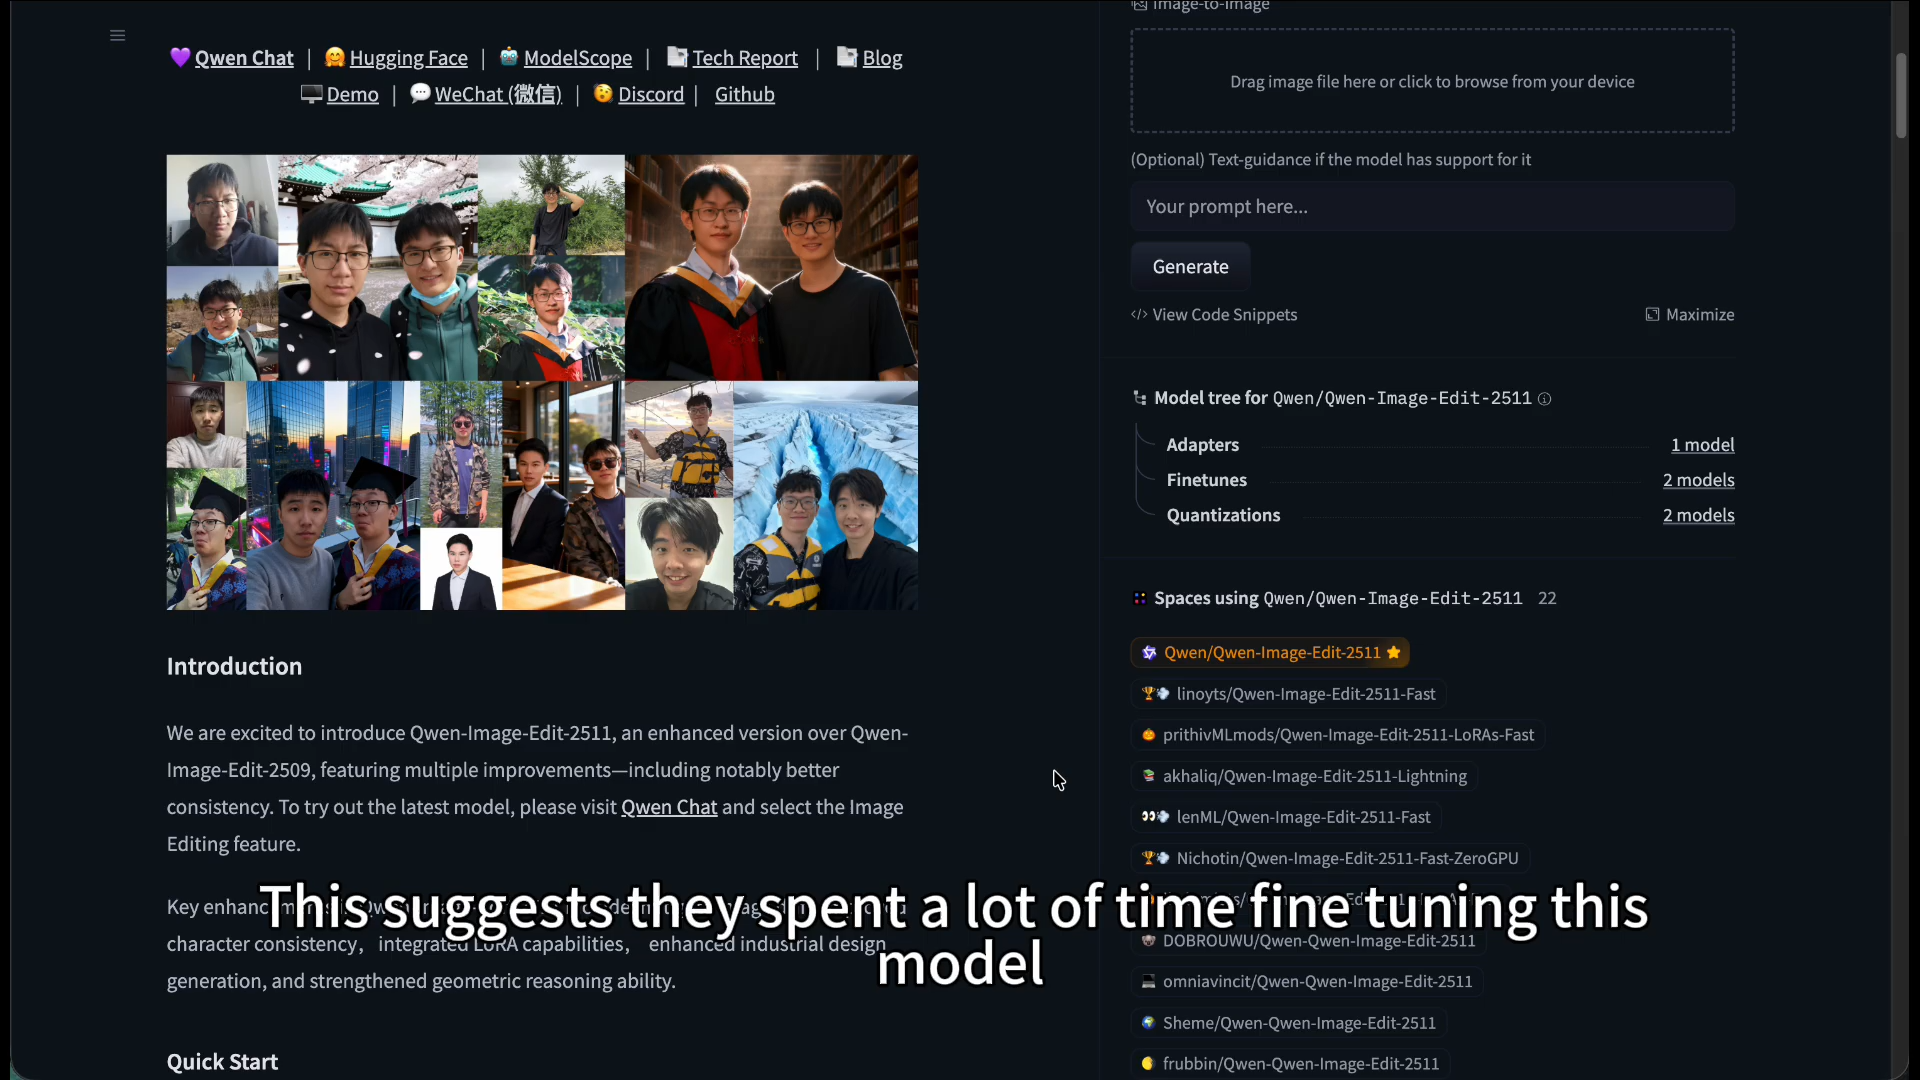 Qwen Chat | Hugging Face | ModelScope | Tech Report | Blog
Demo | WeChat (微信) | Discord | Github
Introduction
We are excited to introduce Qwen-Image-Edit-2511, an enhanced version over Qwen-
Image-Edit-2509, featuring multiple improvements—including notably better
consistency. To try out the latest model, please visit Qwen Chat and select the Image
Editing feature.
Key
character consistency, integrated LoRA capabilities, enhanced industrial design
generation, and strengthened geometric reasoning ability.
Quick Start
Image-to-Image
Drag image file here or click to browse from your device
(Optional) Text-guidance if the model has support for it
Your prompt here...
Generate
</> View Code Snippets
Maximize
Model tree for Qwen/Qwen-Image-Edit-2511
Adapters 1 model
Finetunes 2 models
Quantizations 2 models
Spaces using Qwen/Qwen-Image-Edit-2511 22
Qwen/Qwen-Image-Edit-2511
linoyts/Qwen-Image-Edit-2511-Fast
prithivMLmods/Qwen-Image-Edit-2511-LoRAs-Fast
akhaliq/Qwen-Image-Edit-2511-Lightning
lenML/Qwen-Image-Edit-2511-Fast
Nichotin/Qwen-Image-Edit-2511-Fast-ZeroGPU
DOBROUWU/Qwen-Qwen-Image-Edit-2511
omniavincit/Qwen-Qwen-Image-Edit-2511
Sheme/Qwen-Qwen-Image-Edit-2511
frubbin/Qwen-Qwen-Image-Edit-2511
This suggests they spent a lot of time fine tuning this
model